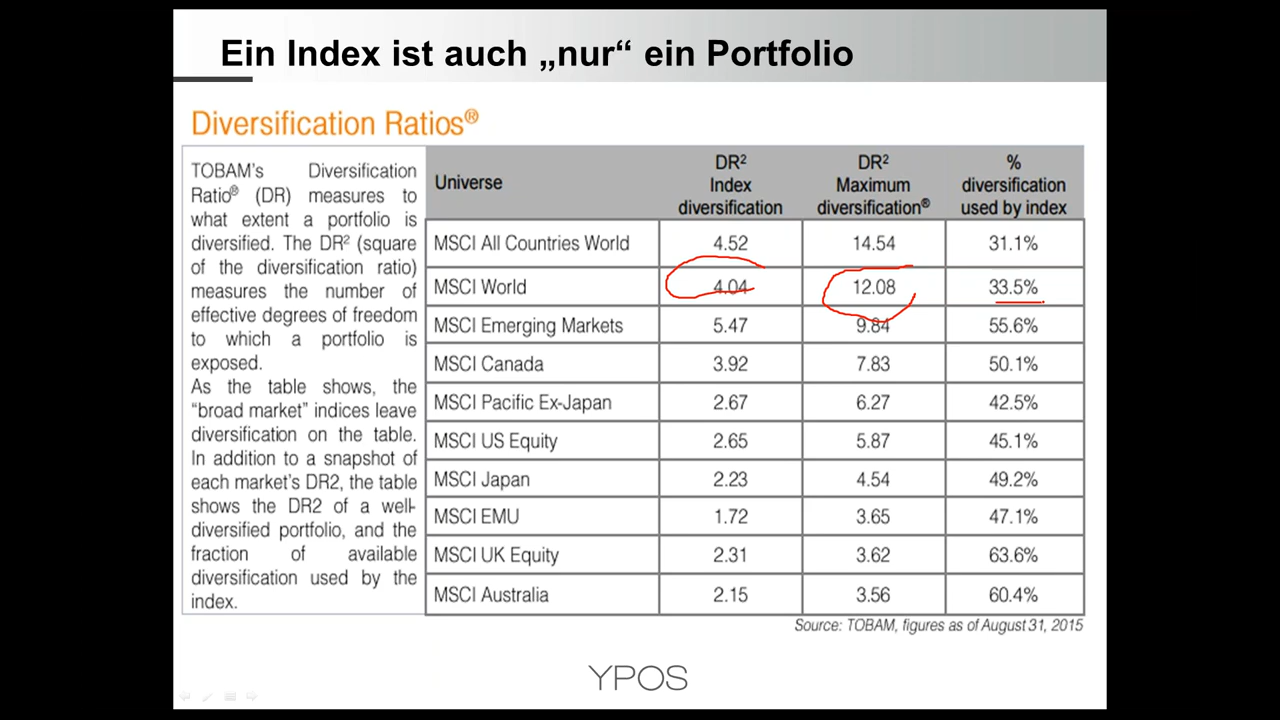 Ein Index ist auch „nur“ ein Portfolio
Diversification Ratios®
TOBAM’s Diversification
Ratio® (DR) measures to
what extent a portfolio is
diversified. The DR² (square
of the diversification ratio)
measures the number of
effective degrees of freedom
to which a portfolio is
exposed.
As the table shows, the
“broad market” indices leave
diversification on the table.
In addition to a snapshot of
each market’s DR2, the table
shows the DR2 of a well-
diversified portfolio, and the
fraction of available
diversification used by the
index.
Universe
DR²
Index
diversification
DR²
Maximum
diversification®
%
diversification
used by index
MSCI All Countries World 4.52 14.54 31.1%
MSCI World 4.04 12.08 33.5%
MSCI Emerging Markets 5.47 9.84 55.6%
MSCI Canada 3.92 7.83 50.1%
MSCI Pacific Ex-Japan 2.67 6.27 42.5%
MSCI US Equity 2.65 5.87 45.1%
MSCI Japan 2.23 4.54 49.2%
MSCI EMU 1.72 3.65 47.1%
MSCI UK Equity 2.31 3.62 63.6%
MSCI Australia 2.15 3.56 60.4%
Source: TOBAM, figures as of August 31, 2015
YPOS